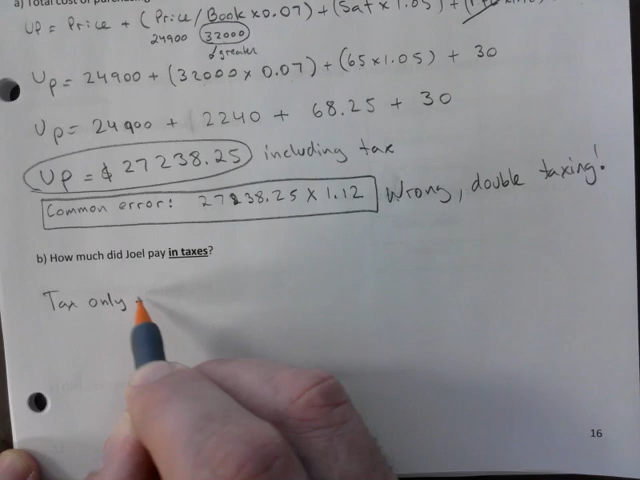 a) Total cost of
UP = Price + (Price/Book x 0.07) + (Saf x 1.05) +
24900 32000
greater
Up = 24900 + (32000 x 0.07) + (65 x 1.05) + 30
Up = 24900 + 2240 + 68.25 + 30
Up = $ 27238.25 including tax
Common error: 27238.25 x 1.12 Wrong, double taxing!
b) How much did Joel pay in taxes?
Tax only
16